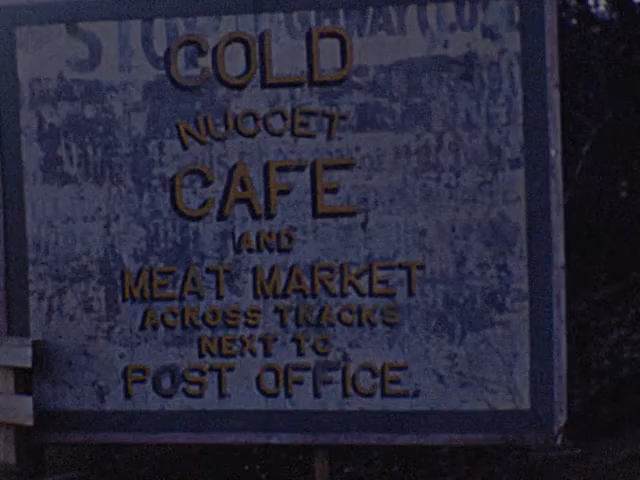 GOLD
NUGGET
CAFE
AND
MEAT MARKET
ACROSS TRACKS
NEXT TO
POST OFFICE.